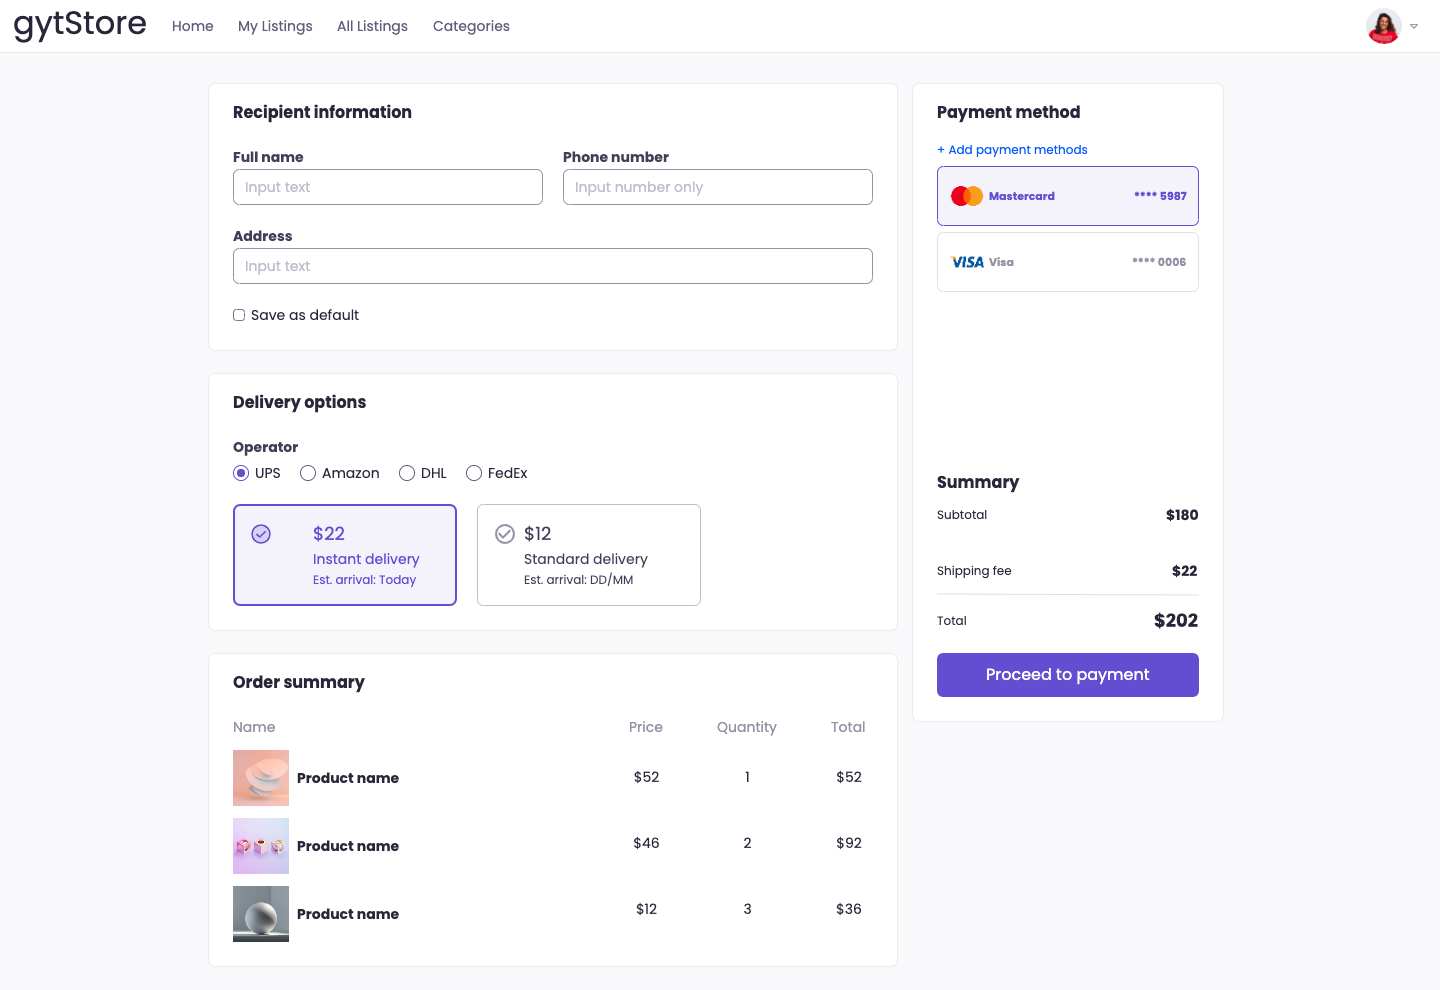 gytStore Home My Listings All Listings Categories
Recipient information
Full name Phone number
Input text Input number only
Address
Input text
Save as default
Delivery options
Operator
UPS Amazon DHL FedEx
$22 $12
Instant delivery Standard delivery
Est. arrival: Today Est. arrival: DD/MM
Order summary
Name Price Quantity Total
Product name $52 1 $52
Product name $46 2 $92
Product name $12 3 $36
Payment method
+ Add payment methods
Mastercard **** 5987
VISA Visa **** 0006
Summary
Subtotal $180
Shipping fee $22
Total $202
Proceed to payment